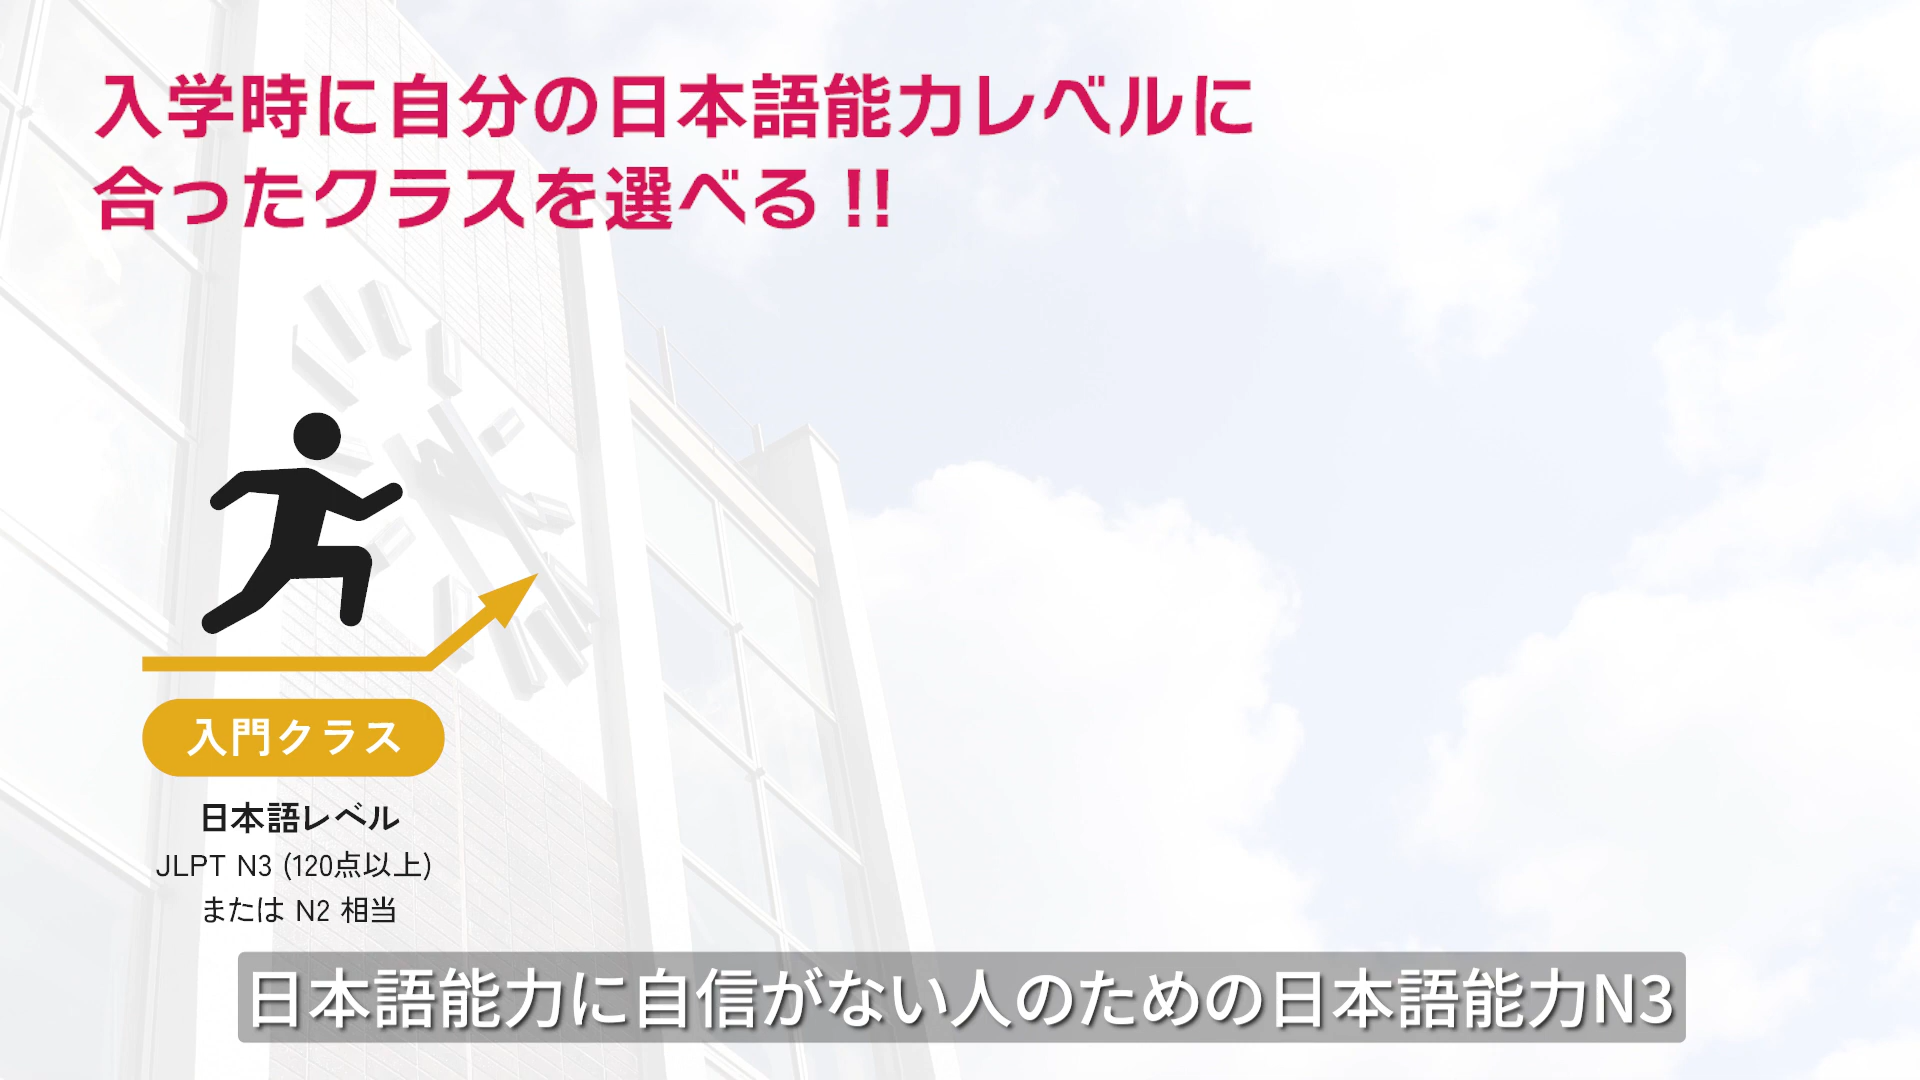 入学時に自分の日本語能力レベルに
合ったクラスを選べる!!
入門クラス
日本語レベル
JLPT N3 (120点以上)
または N2 相当
日本語能力に自信がない人のための日本語能力N3